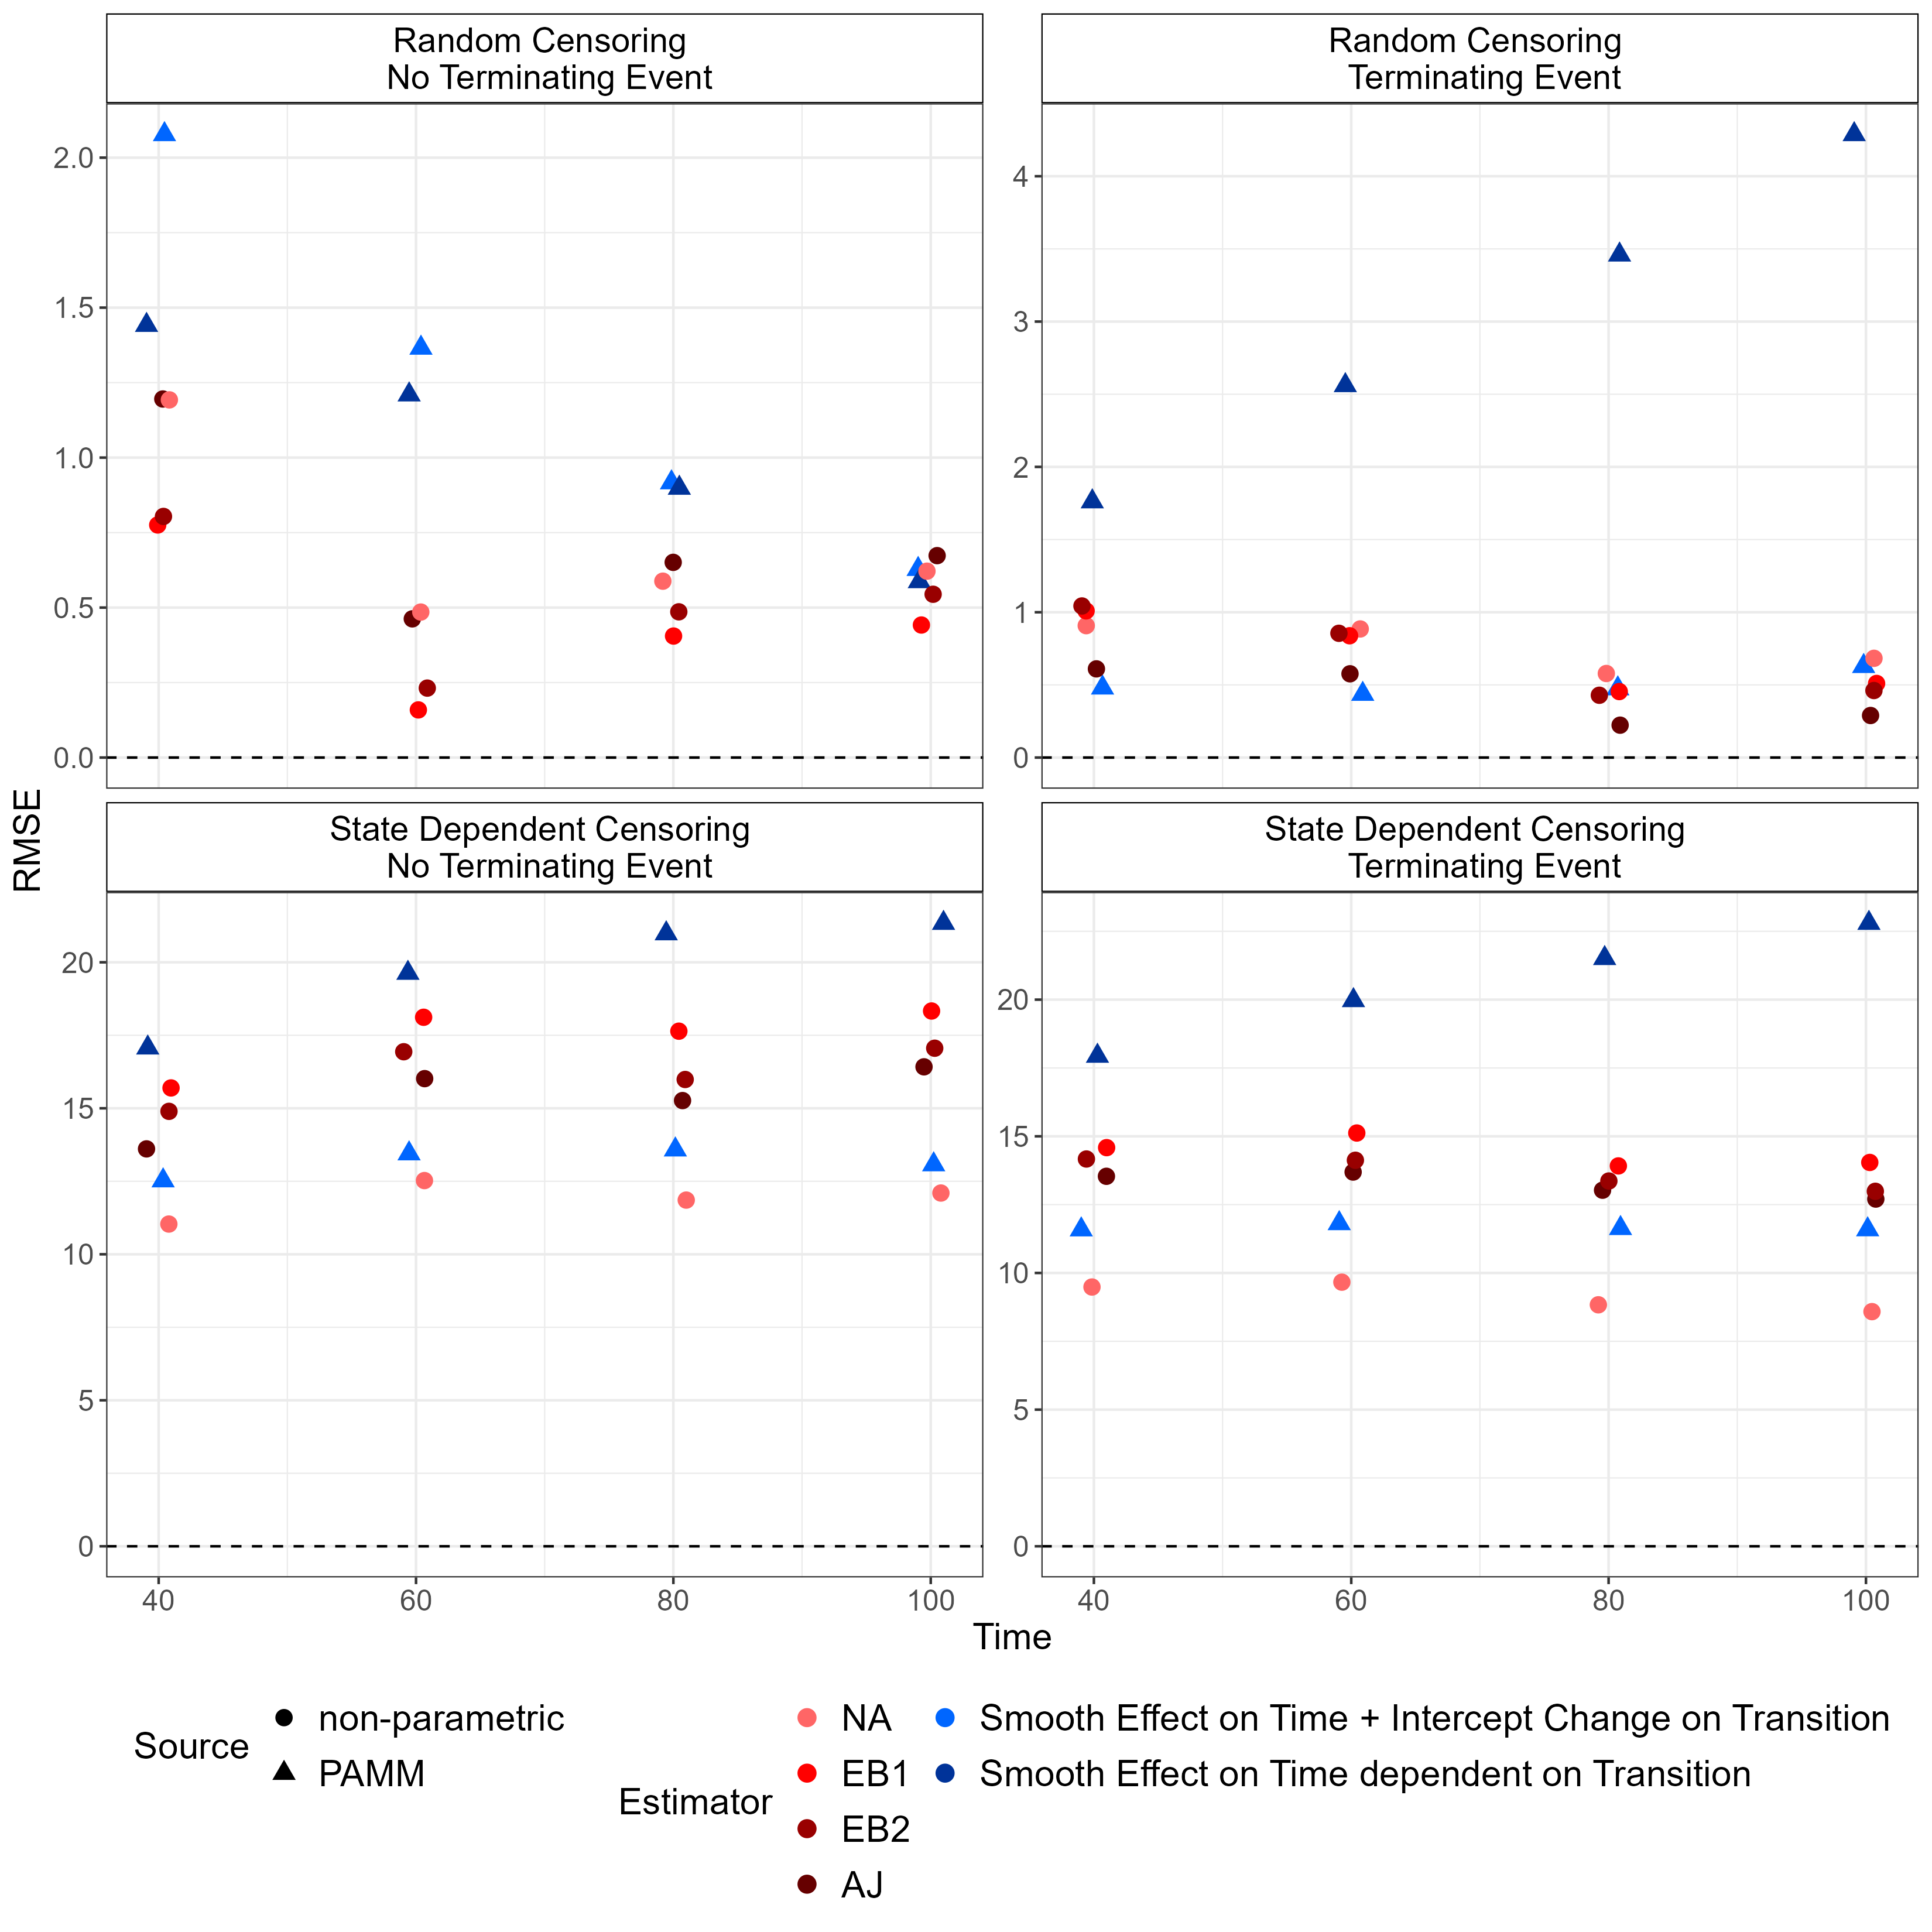 Random Censoring
No Terminating Event
Random Censoring
Terminating Event
2.0
1.5
1.0
0.5
0.0
4
3
2
1
0
State Dependent Censoring
No Terminating Event
State Dependent Censoring
Terminating Event
RMSE
20
15
10
5
0
20
15
10
5
0
40 60 80 100
40 60 80 100
Time
Source
non-parametric
PAMM
Estimator
NA
EB1
EB2
AJ
Smooth Effect on Time + Intercept Change on Transition
Smooth Effect on Time dependent on Transition